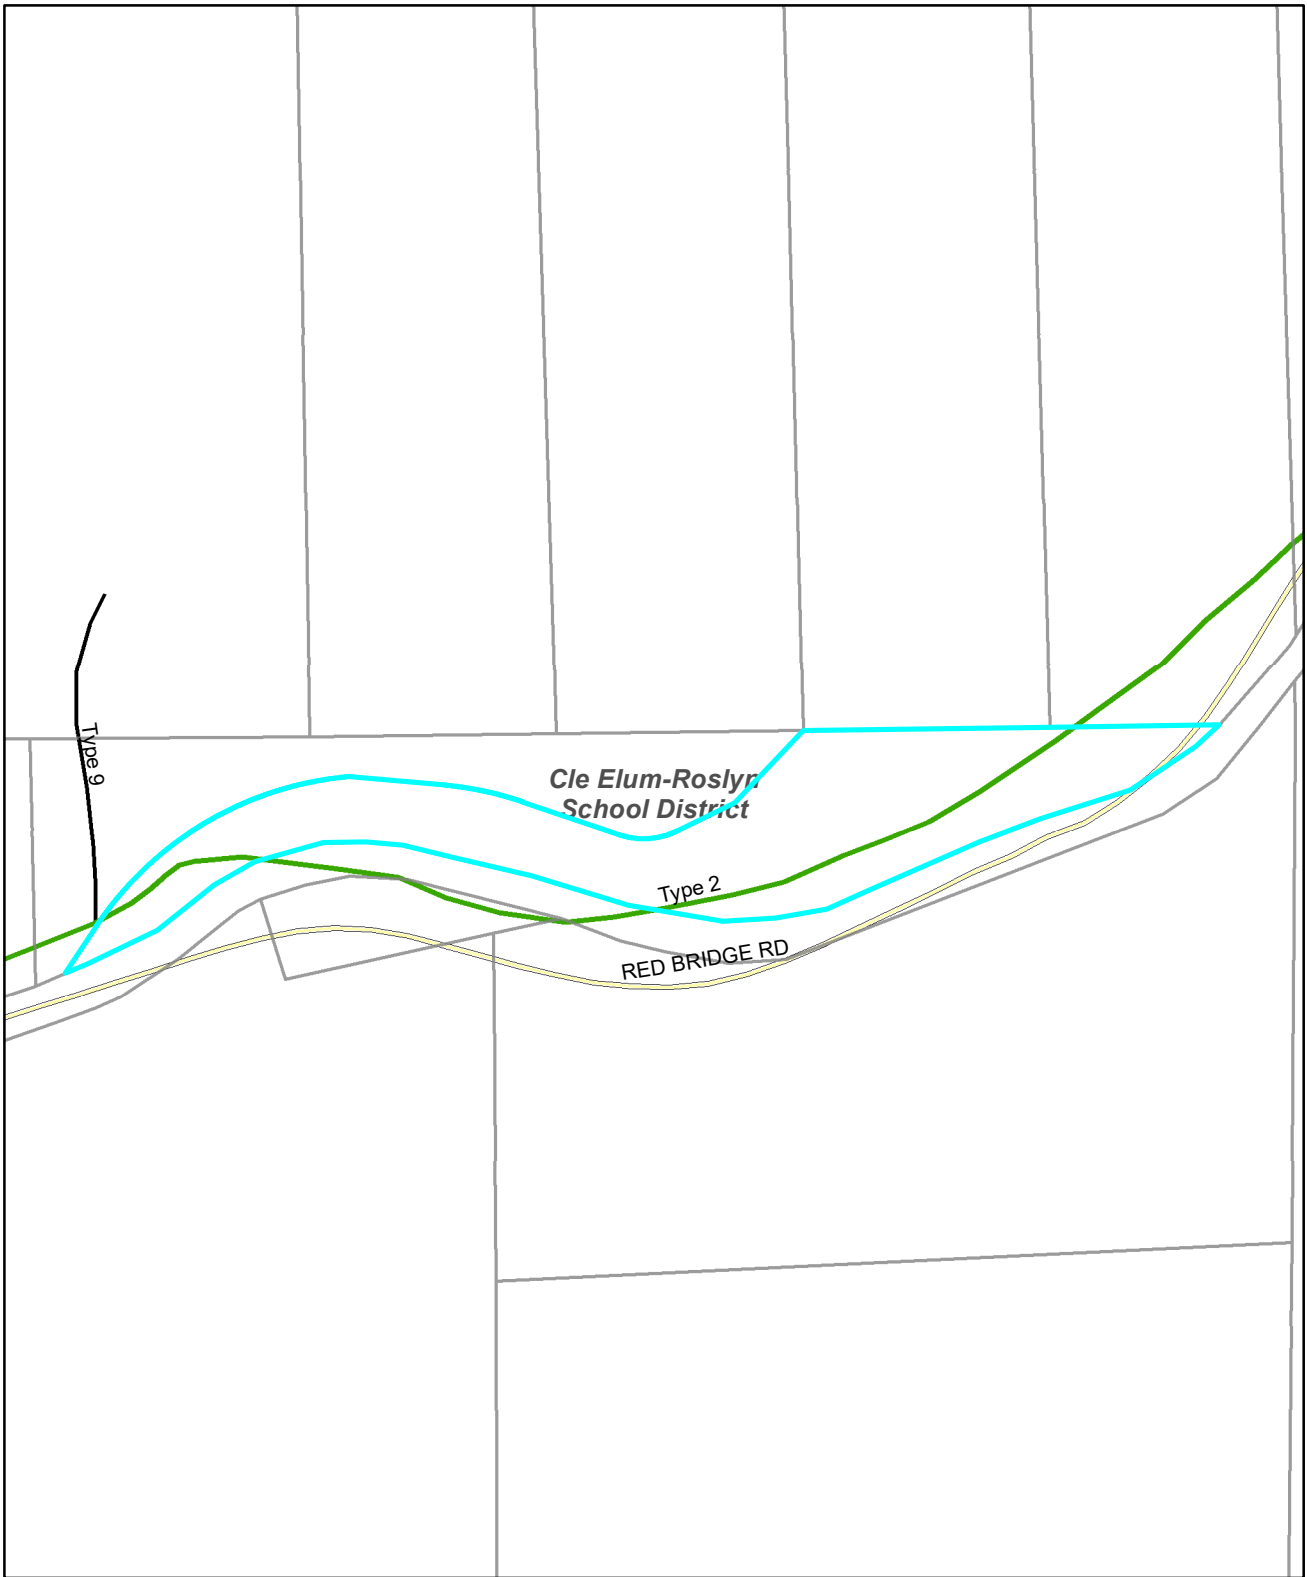 Type 9
Cle Elum-Roslyn
School District
Type 2
RED BRIDGE RD